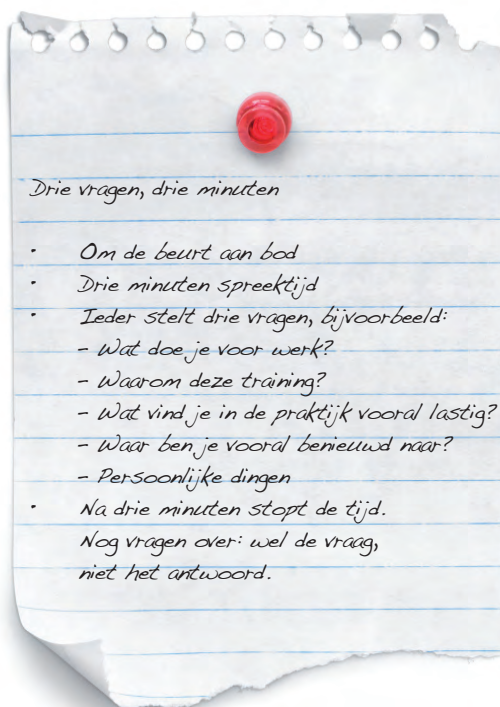 Drie vragen, drie minuten
• Om de beurt aan bod
• Drie minuten spreektijd
• Ieder stelt drie vragen, bijvoorbeeld:
- Wat doe je voor werk?
- Waarom deze training?
- Wat vind je in de praktijk vooral lastig?
- Waar ben je vooral benieuwd naar?
- Persoonlijke dingen
• Na drie minuten stopt de tijd.
Nog vragen over: wel de vraag,
niet het antwoord.